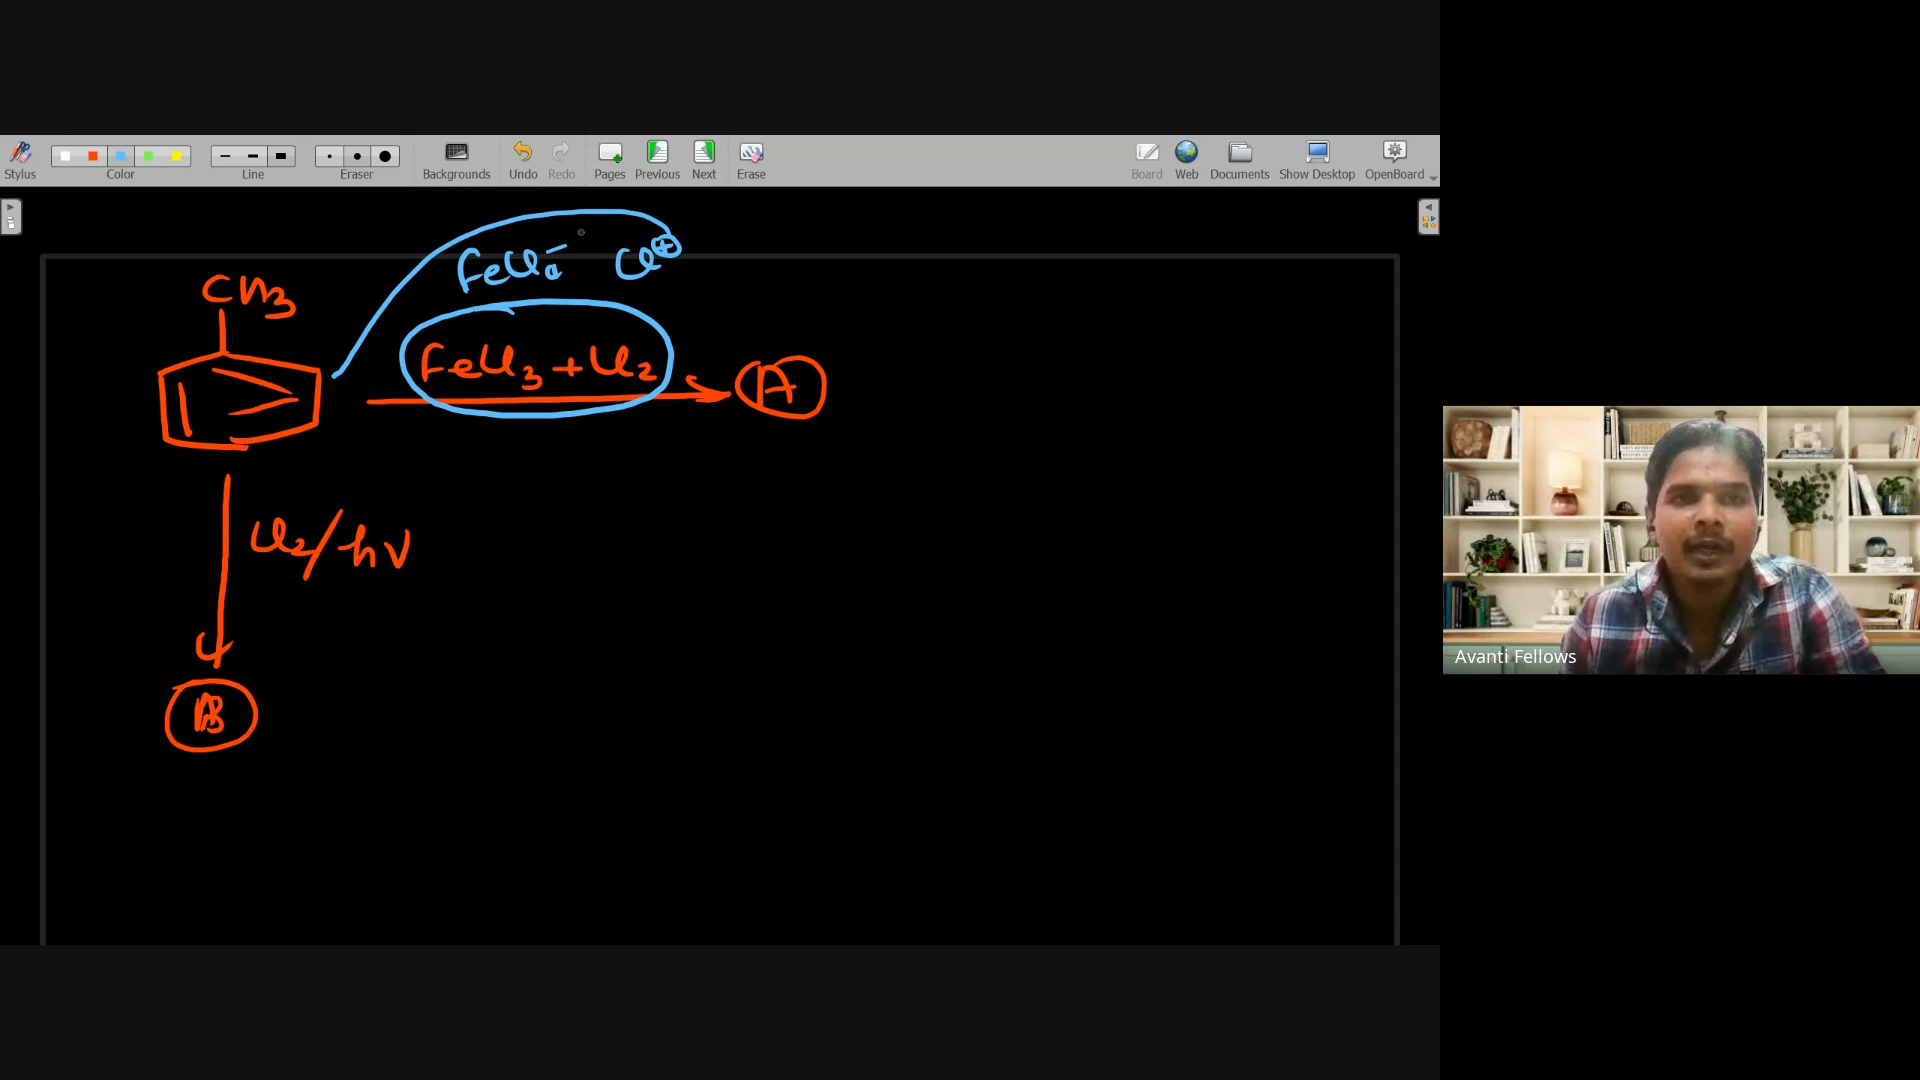 Stylus Color Line Eraser Backgrounds Undo Redo Pages Previous Next Erase Board Web Documents Show Desktop OpenBoard
FeCl4- Cl+
CH3
FeCl3 + Cl2
A
Cl2/hν
B
Avanti Fellows